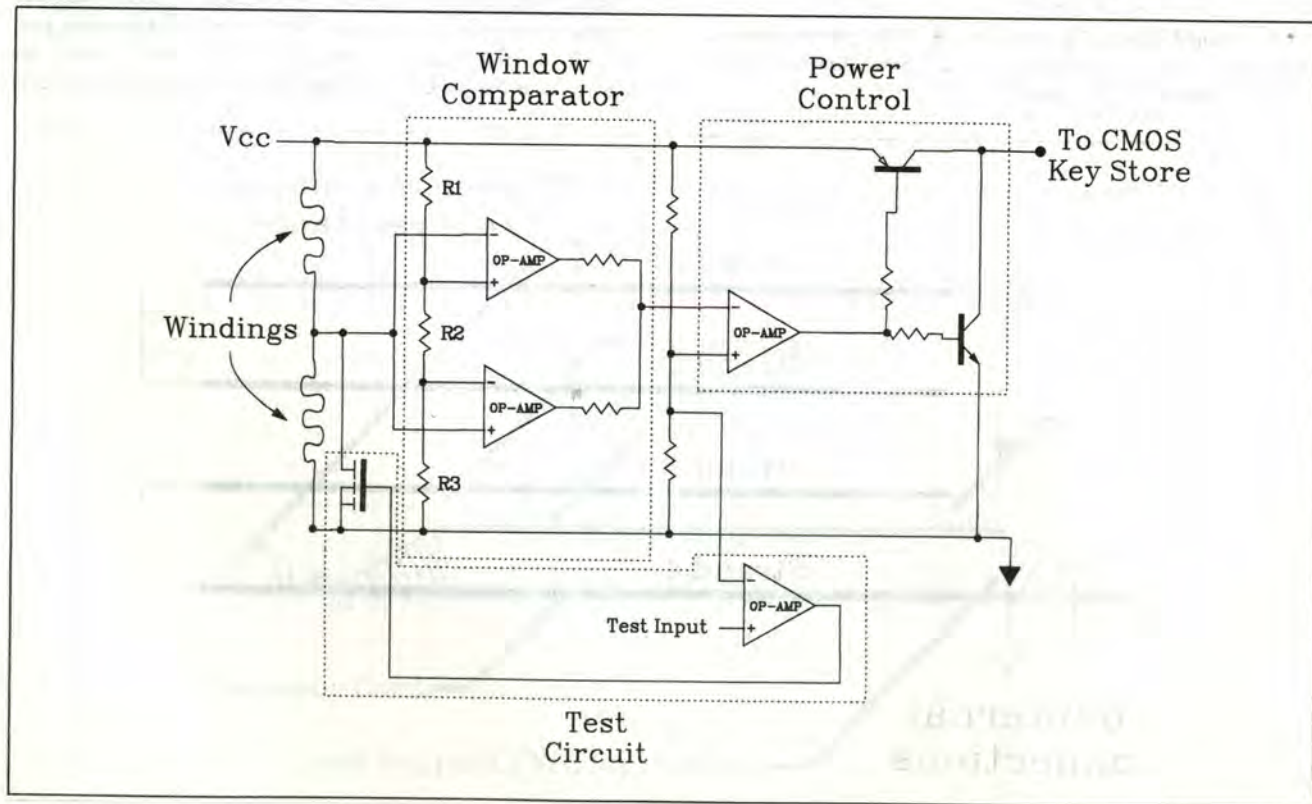 Window
Comparator
Power
Control
Vcc
To CMOS
Key Store
R1
OP-AMP
Windings
R2
OP-AMP
OP-AMP
R3
OP-AMP
Test Input
Test
Circuit